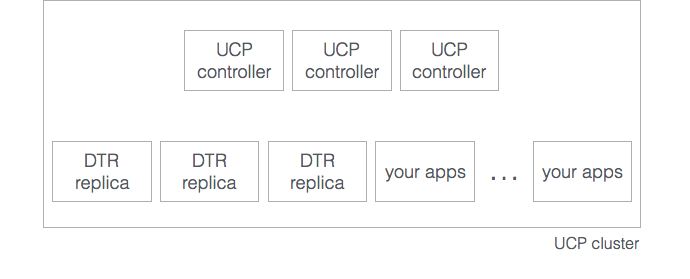 UCP
controller
UCP
controller
UCP
controller
DTR
replica
DTR
replica
DTR
replica
your apps
...
your apps
UCP cluster